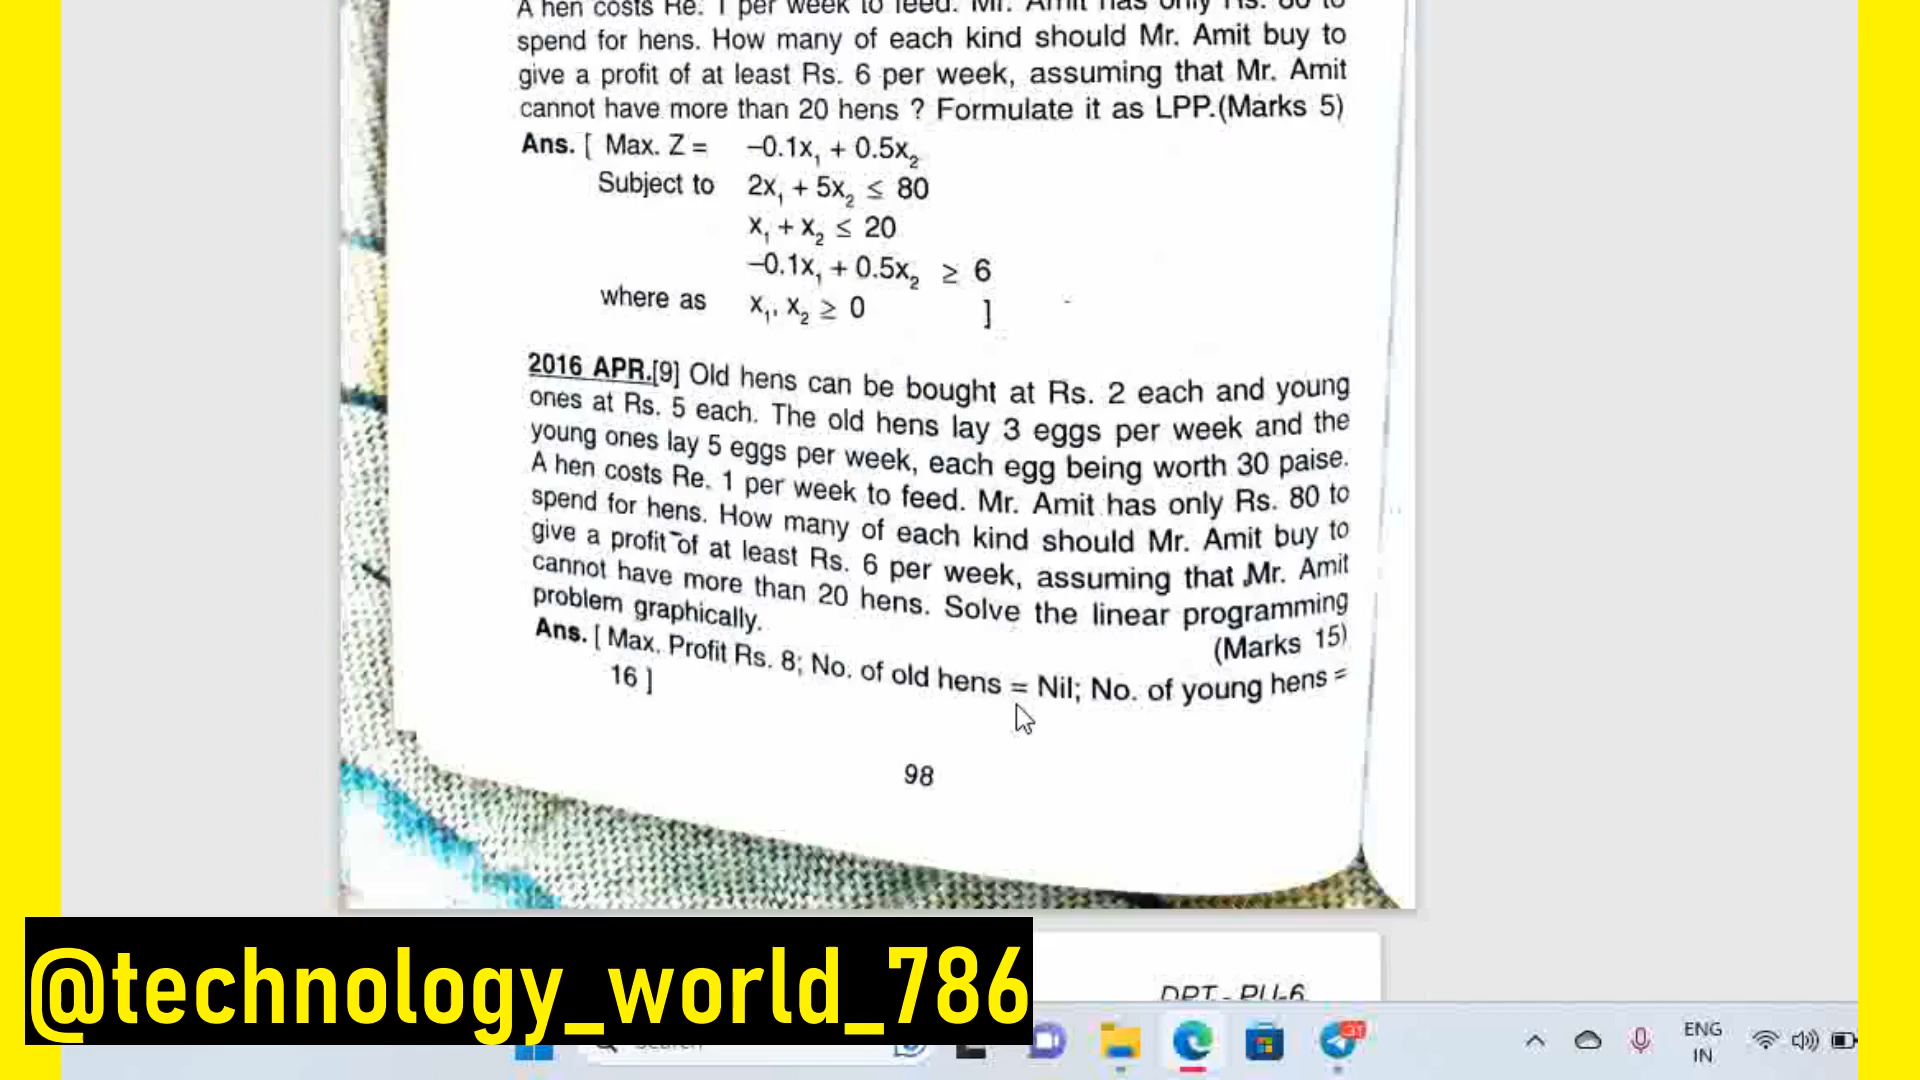 A hen costs Re. 1 per week to feed. Mr. Amit has only Rs. 80 to
spend for hens. How many of each kind should Mr. Amit buy to
give a profit of at least Rs. 6 per week, assuming that Mr. Amit
cannot have more than 20 hens ? Formulate it as LPP.(Marks 5)
Ans. [ Max. Z = –0.1x₁ + 0.5x₂
Subject to 2x₁ + 5x₂ ≤ 80
x₁ + x₂ ≤ 20
–0.1x₁ + 0.5x₂ ≥ 6
where as x₁, x₂ ≥ 0 ]
2016 APR.[9] Old hens can be bought at Rs. 2 each and young
ones at Rs. 5 each. The old hens lay 3 eggs per week and the
young ones lay 5 eggs per week, each egg being worth 30 paise.
A hen costs Re. 1 per week to feed. Mr. Amit has only Rs. 80 to
spend for hens. How many of each kind should Mr. Amit buy to
give a profit of at least Rs. 6 per week, assuming that Mr. Amit
cannot have more than 20 hens. Solve the linear programming
problem graphically. (Marks 15)
Ans. [ Max. Profit Rs. 8; No. of old hens = Nil; No. of young hens =
16 ]
98
DPT - PU-6
@technology_world_786
Search
ENG
IN